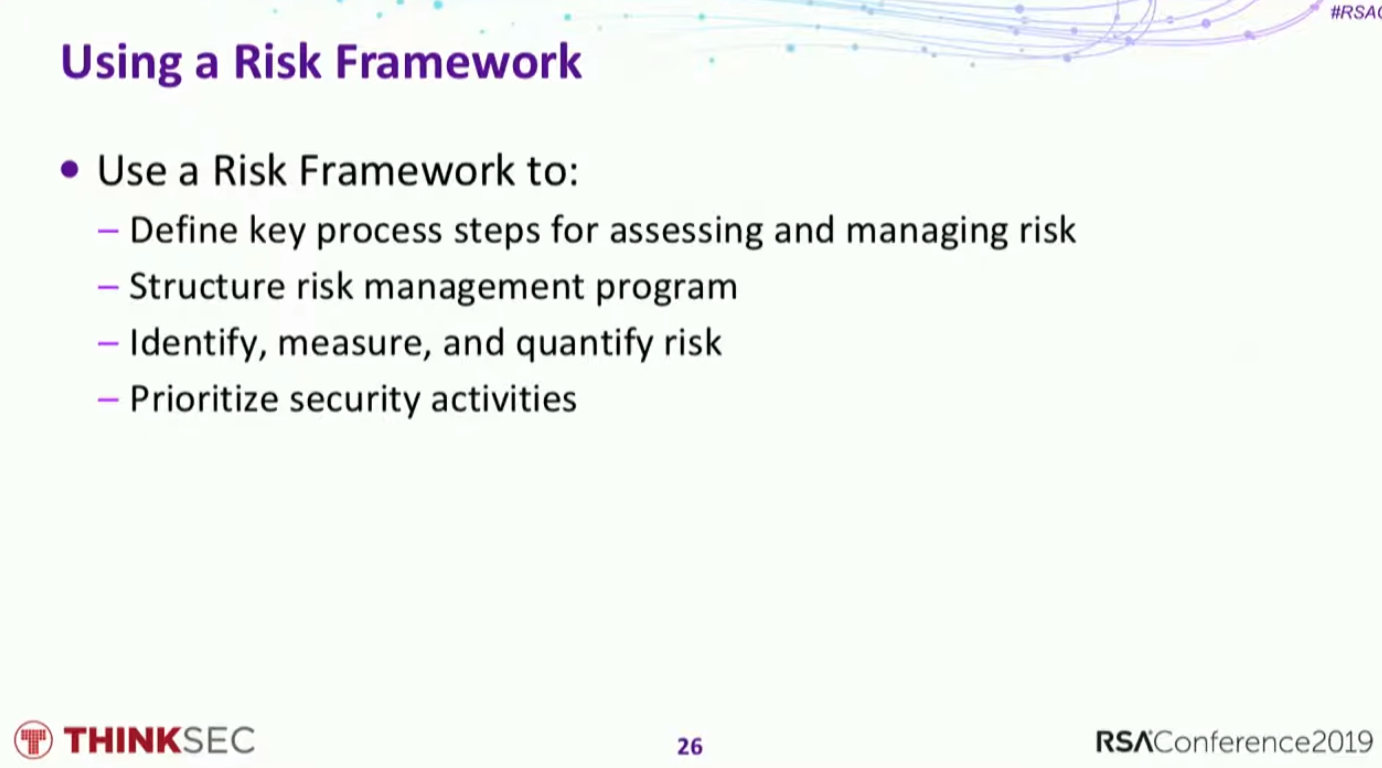 #RSAC
Using a Risk Framework
• Use a Risk Framework to:
– Define key process steps for assessing and managing risk
– Structure risk management program
– Identify, measure, and quantify risk
– Prioritize security activities
THINKSEC
26
RSAConference2019